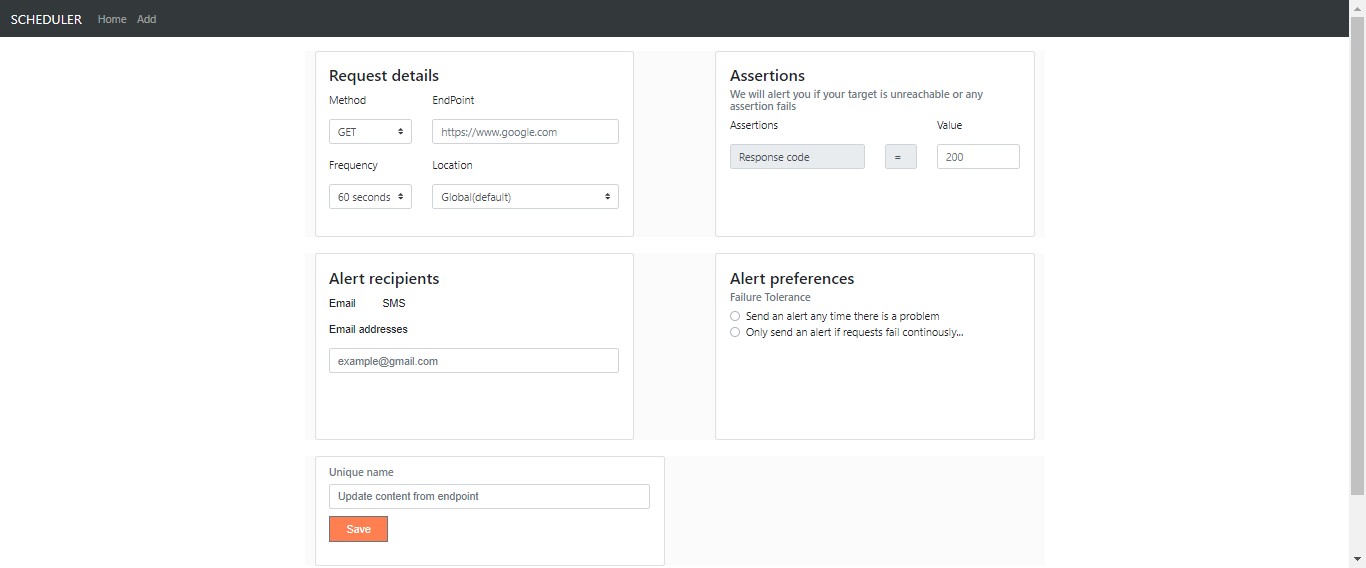 SCHEDULER Home Add
Request details
Method EndPoint
GET https://www.google.com
Frequency Location
60 seconds Global(default)
Assertions
We will alert you if your target is unreachable or any
assertion fails
Assertions Value
Response code = 200
Alert recipients
Email SMS
Email addresses
example@gmail.com
Alert preferences
Failure Tolerance
Send an alert any time there is a problem
Only send an alert if requests fail continously...
Unique name
Update content from endpoint
Save